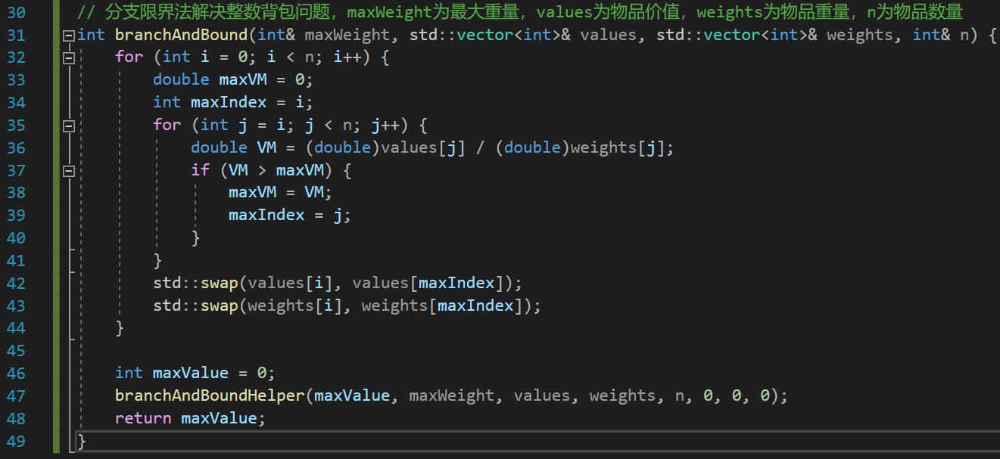 30 // 分支限界法解决整数背包问题，maxWeight为最大重量，values为物品价值，weights为物品重量，n为物品数量
31 int branchAndBound(int& maxWeight, std::vector<int>& values, std::vector<int>& weights, int& n) {
32     for (int i = 0; i < n; i++) {
33         double maxVM = 0;
34         int maxIndex = i;
35         for (int j = i; j < n; j++) {
36             double VM = (double)values[j] / (double)weights[j];
37             if (VM > maxVM) {
38                 maxVM = VM;
39                 maxIndex = j;
40             }
41         }
42         std::swap(values[i], values[maxIndex]);
43         std::swap(weights[i], weights[maxIndex]);
44     }
45
46     int maxValue = 0;
47     branchAndBoundHelper(maxValue, maxWeight, values, weights, n, 0, 0, 0);
48     return maxValue;
49 }